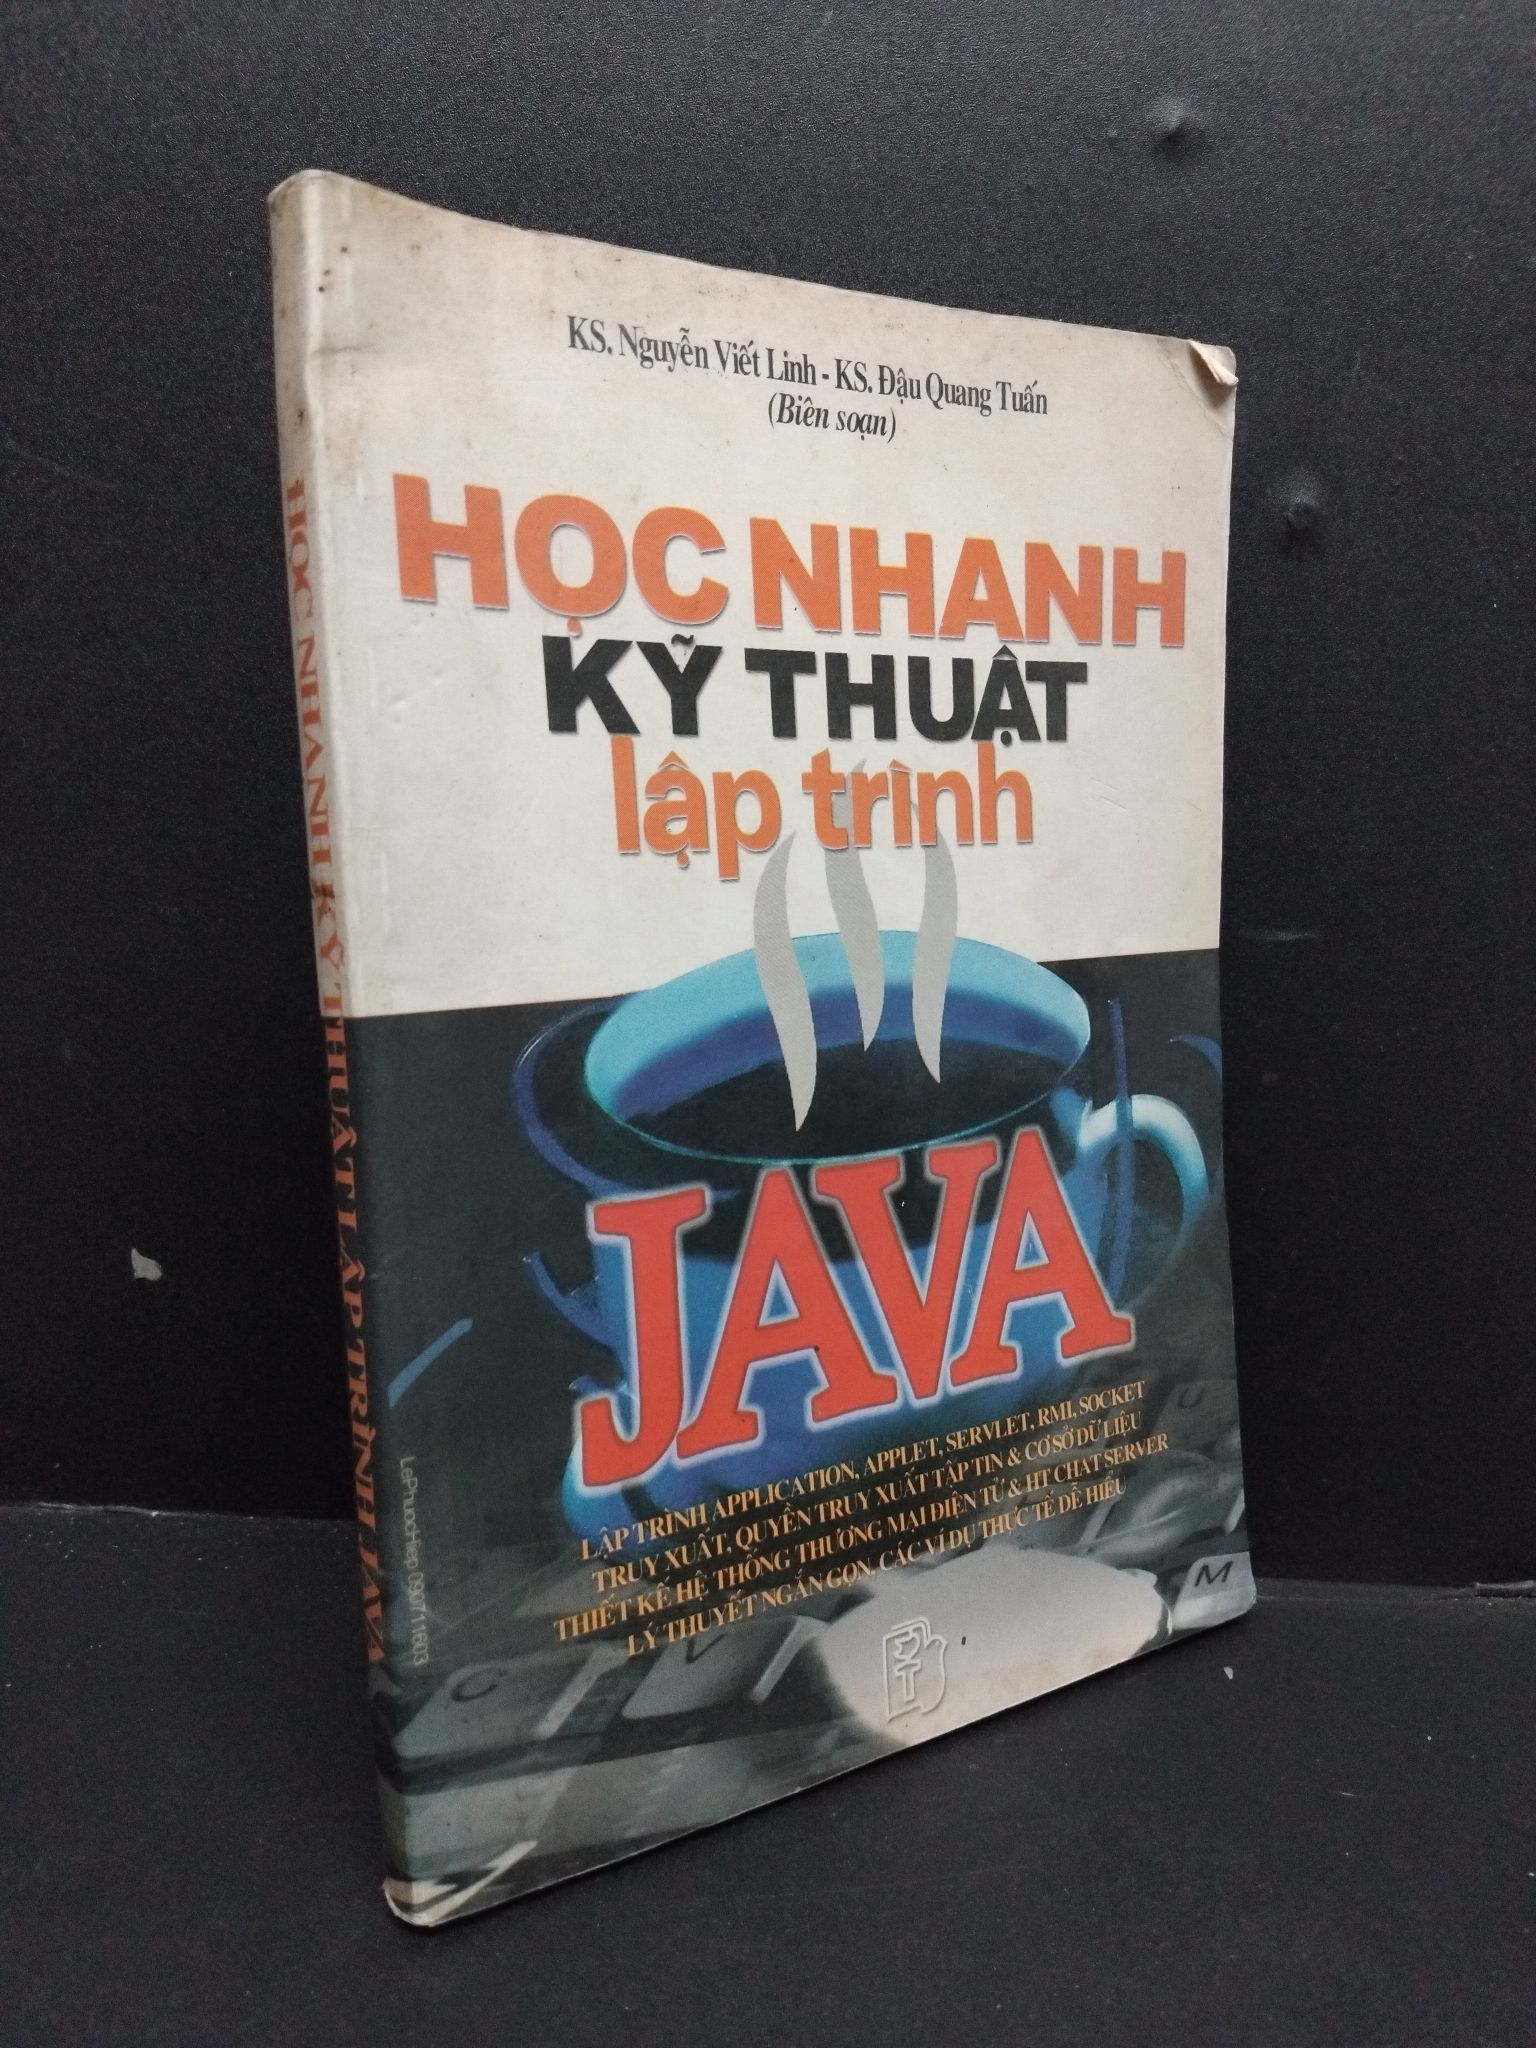 KS. Nguyễn Viết Linh - KS. Đậu Quang Tuấn
(Biên soạn)
HỌC NHANH
KỸ THUẬT
lập trình
JAVA
LẬP TRÌNH APPLICATION, APPLET, SERVLET, RMI, SOCKET
TRUY XUẤT, QUYỀN TRUY XUẤT TẬP TIN & CƠ SỞ DỮ LIỆU
THIẾT KẾ HỆ THỐNG THƯƠNG MẠI ĐIỆN TỬ & HT CHAT SERVER
LÝ THUYẾT NGẮN GỌN, CÁC VÍ DỤ THỰC TẾ DỄ HIỂU
C
V
M
HỌC NHANH KỸ THUẬT LẬP TRÌNH JAVA